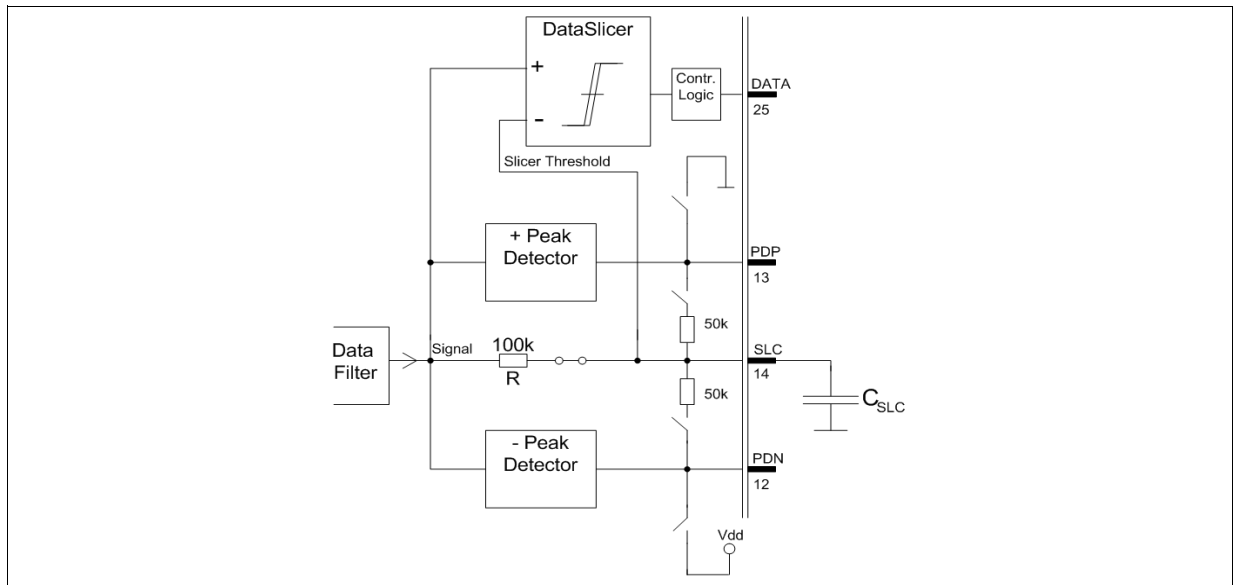 DataSlicer
+
-
Contr.
Logic
DATA
25
Slicer Threshold
+ Peak
Detector
PDP
13
50k
Data
Filter
Signal
100k
R
SLC
14
50k
CSLC
- Peak
Detector
PDN
12
Vdd